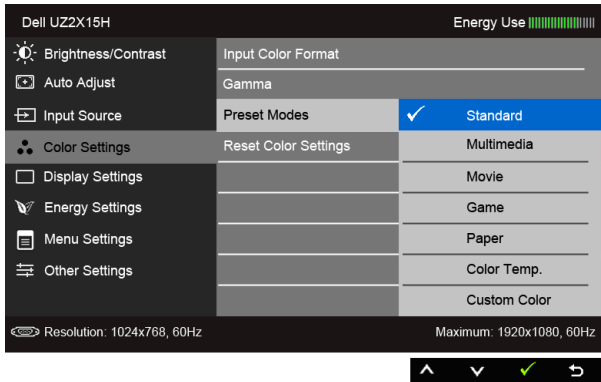 Dell UZ2X15H Energy Use
Brightness/Contrast Input Color Format
Auto Adjust Gamma
Input Source Preset Modes Standard
Color Settings Reset Color Settings Multimedia
Display Settings Movie
Energy Settings Game
Menu Settings Paper
Other Settings Color Temp.
Custom Color
Resolution: 1024x768, 60Hz Maximum: 1920x1080, 60Hz